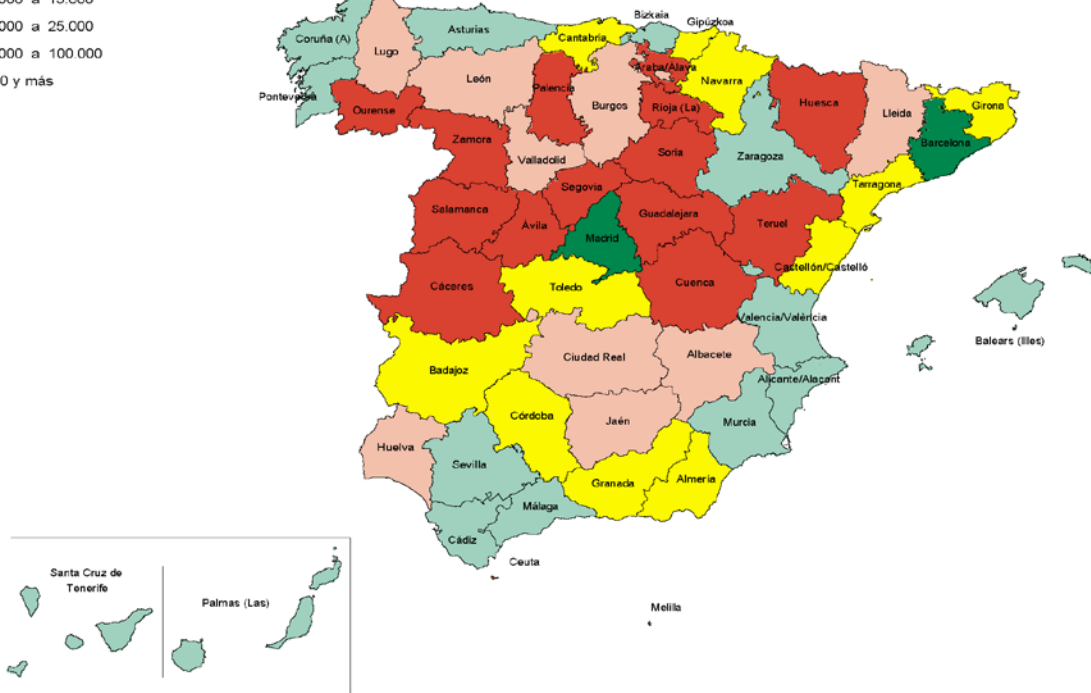 000 a 25.000
000 a 100.000
0 y más
Bizkaia
Gipúzkoa
Coruña (A)
Asturias
Cantabria
Lugo
León
Palencia
Burgos
Araba/Álava
Navarra
Pontevedra
Ourense
Zamora
Valladolid
Rioja (La)
Huesca
Lleida
Girona
Barcelona
Soria
Zaragoza
Segovia
Tarragona
Salamanca
Ávila
Madrid
Guadalajara
Teruel
Cáceres
Toledo
Cuenca
Castellón/Castelló
Valencia/València
Balears (Illes)
Badajoz
Ciudad Real
Albacete
Alicante/Alacant
Córdoba
Jaén
Murcia
Huelva
Sevilla
Granada
Almería
Málaga
Cádiz
Ceuta
Melilla
Santa Cruz de
Tenerife
Palmas (Las)